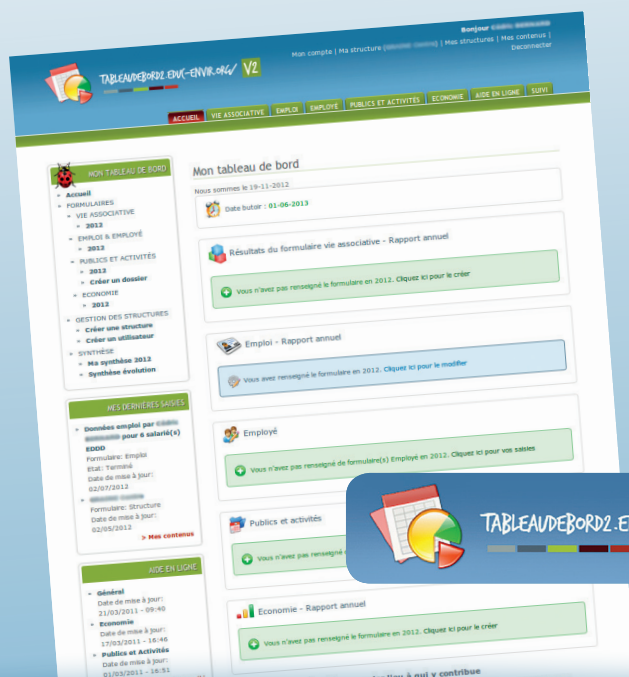 Bonjour
Mon compte | Ma structure ( ) | Mes structures | Mes contenus |
Deconnecter
TABLEAUDEBORD2.EDUC-ENVIR.ORG/ V2
ACCUEIL VIE ASSOCIATIVE EMPLOI EMPLOYÉ PUBLICS ET ACTIVITÉS ECONOMIE AIDE EN LIGNE SUIVI
MON TABLEAU DE BORD
Accueil
FORMULAIRES
VIE ASSOCIATIVE
2012
EMPLOI & EMPLOYÉ
2012
PUBLICS ET ACTIVITÉS
2012
Créer un dossier
ECONOMIE
2012
GESTION DES STRUCTURES
Créer une structure
Créer un utilisateur
SYNTHÈSE
Ma synthèse 2012
Synthèse évolution
MES DERNIÈRES SAISIES
Données emploi par
pour 6 salarié(s)
EDDD
Formulaire: Emploi
Etat: Terminé
Date de mise à jour:
02/07/2012
Formulaire: Structure
Date de mise à jour:
02/05/2012
> Mes contenus
AIDE EN LIGNE
Général
Date de mise à jour:
21/03/2011 - 09:40
Economie
Date de mise à jour:
17/03/2011 - 16:46
Publics et Activités
Date de mise à jour:
01/03/2011 - 16:51
Mon tableau de bord
Nous sommes le 19-11-2012
Date butoir : 01-06-2013
Résultats du formulaire vie associative - Rapport annuel
Vous n'avez pas renseigné le formulaire en 2012. Cliquez ici pour le créer
Emploi - Rapport annuel
Vous avez renseigné le formulaire en 2012. Cliquez ici pour le modifier
Employé
Vous n'avez pas renseigné de formulaire(s) Employé en 2012. Cliquez ici pour vos saisies
Publics et activités
Vous n'avez pas renseigné
Economie - Rapport annuel
Vous n'avez pas renseigné le formulaire en 2012. Cliquez ici pour le créer
à qui y contribue
TABLEAUDEBORD2.E